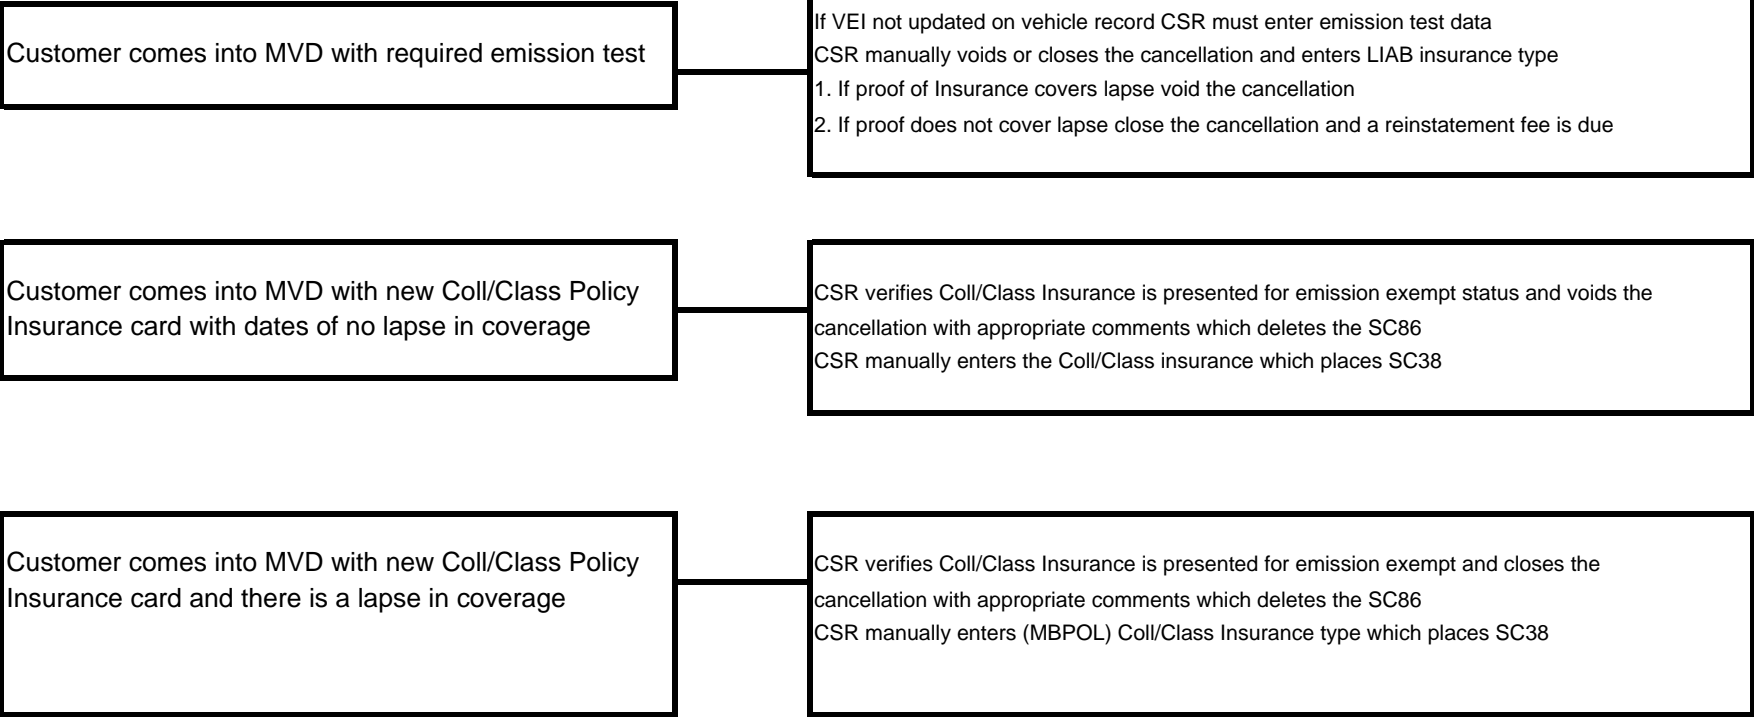 Customer comes into MVD with required emission test
If VEI not updated on vehicle record CSR must enter emission test data
CSR manually voids or closes the cancellation and enters LIAB insurance type
1. If proof of Insurance covers lapse void the cancellation
2. If proof does not cover lapse close the cancellation and a reinstatement fee is due
Customer comes into MVD with new Coll/Class Policy
Insurance card with dates of no lapse in coverage
CSR verifies Coll/Class Insurance is presented for emission exempt status and voids the
cancellation with appropriate comments which deletes the SC86
CSR manually enters the Coll/Class insurance which places SC38
Customer comes into MVD with new Coll/Class Policy
Insurance card and there is a lapse in coverage
CSR verifies Coll/Class Insurance is presented for emission exempt and closes the
cancellation with appropriate comments which deletes the SC86
CSR manually enters (MBPOL) Coll/Class Insurance type which places SC38